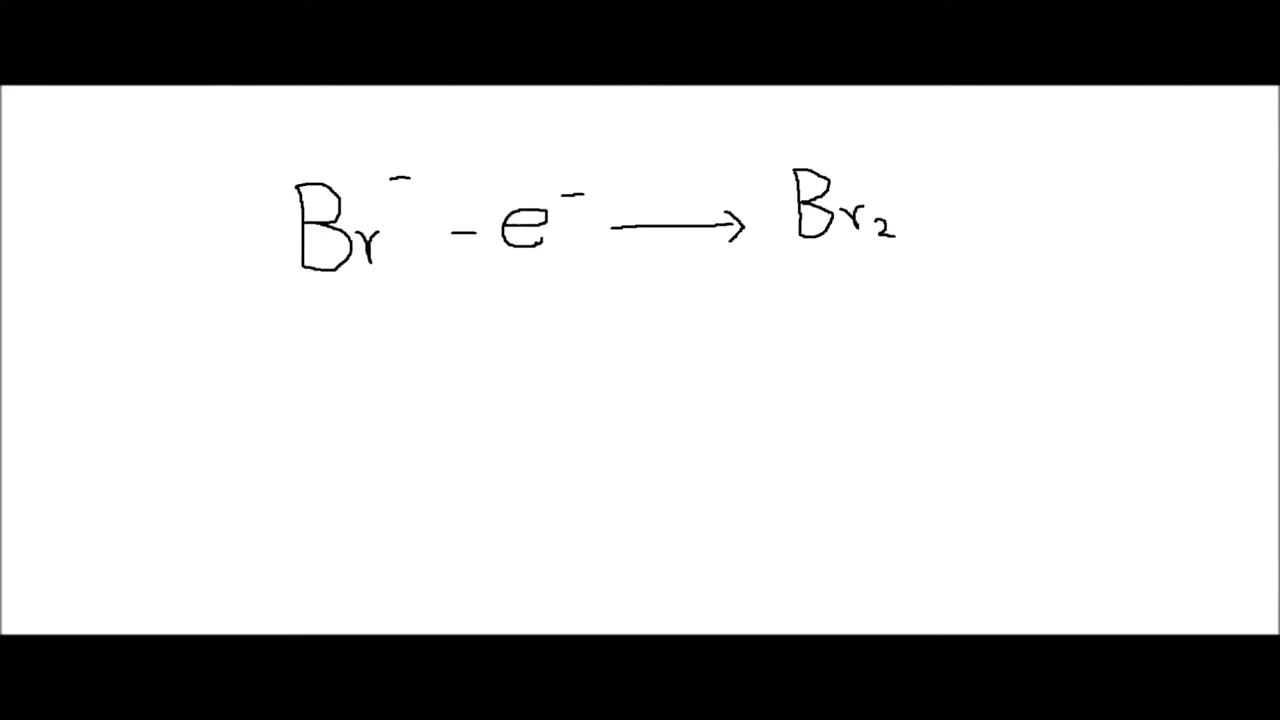 Br⁻ - e⁻ → Br₂